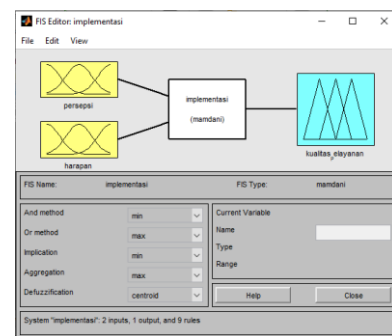 FIS Editor: implementasi
File Edit View
persepsi
harapan
implementasi
(mamdani)
kualitas_pelayanan
FIS Name: implementasi FIS Type: mamdani
And method min
Or method max
Implication min
Aggregation max
Defuzzification centroid
Current Variable
Name
Type
Range
Help Close
System "implementasi": 2 inputs, 1 output, and 9 rules